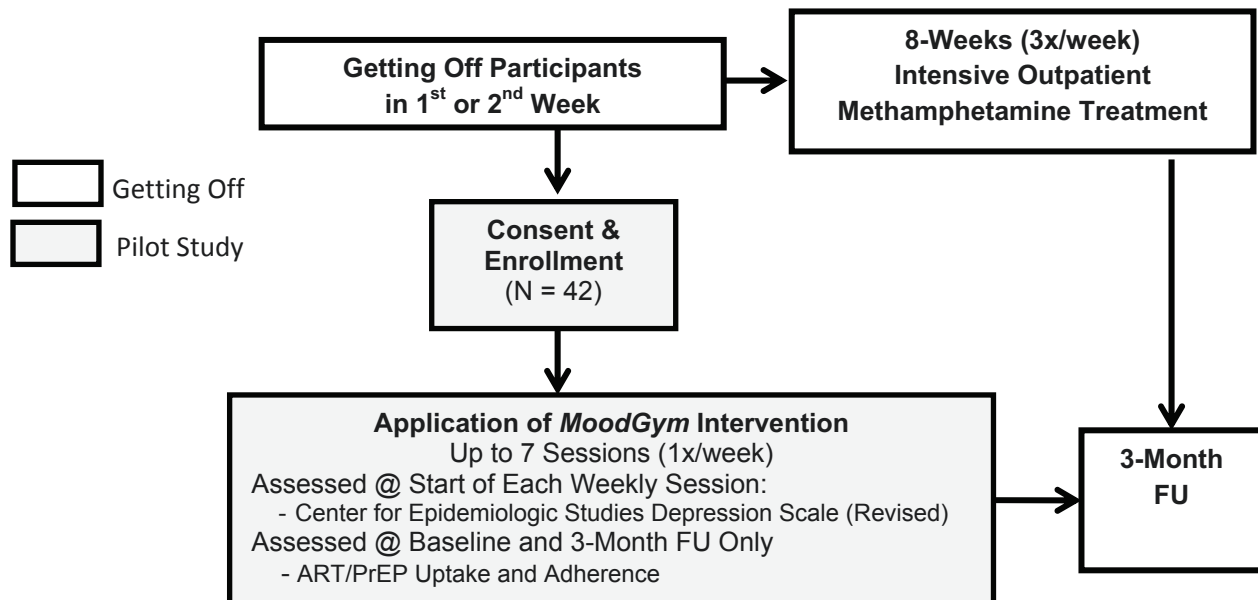 Getting Off Participants
in 1st or 2nd Week
8-Weeks (3x/week)
Intensive Outpatient
Methamphetamine Treatment
Getting Off
Pilot Study
Consent &
Enrollment
(N = 42)
Application of MoodGym Intervention
Up to 7 Sessions (1x/week)
Assessed @ Start of Each Weekly Session:
- Center for Epidemiologic Studies Depression Scale (Revised)
Assessed @ Baseline and 3-Month FU Only
- ART/PrEP Uptake and Adherence
3-Month
FU